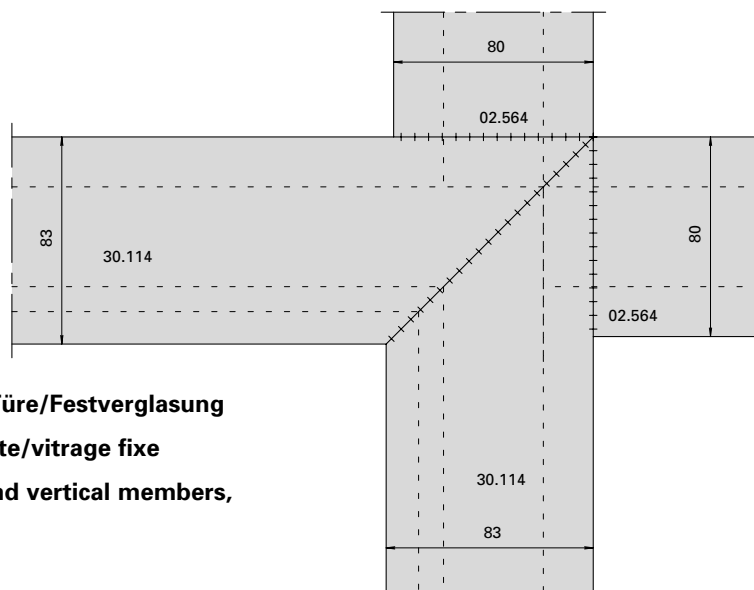 80
02.564
83
30.114
80
02.564
Türe/Festverglasung
te/vitrage fixe
nd vertical members,
30.114
83